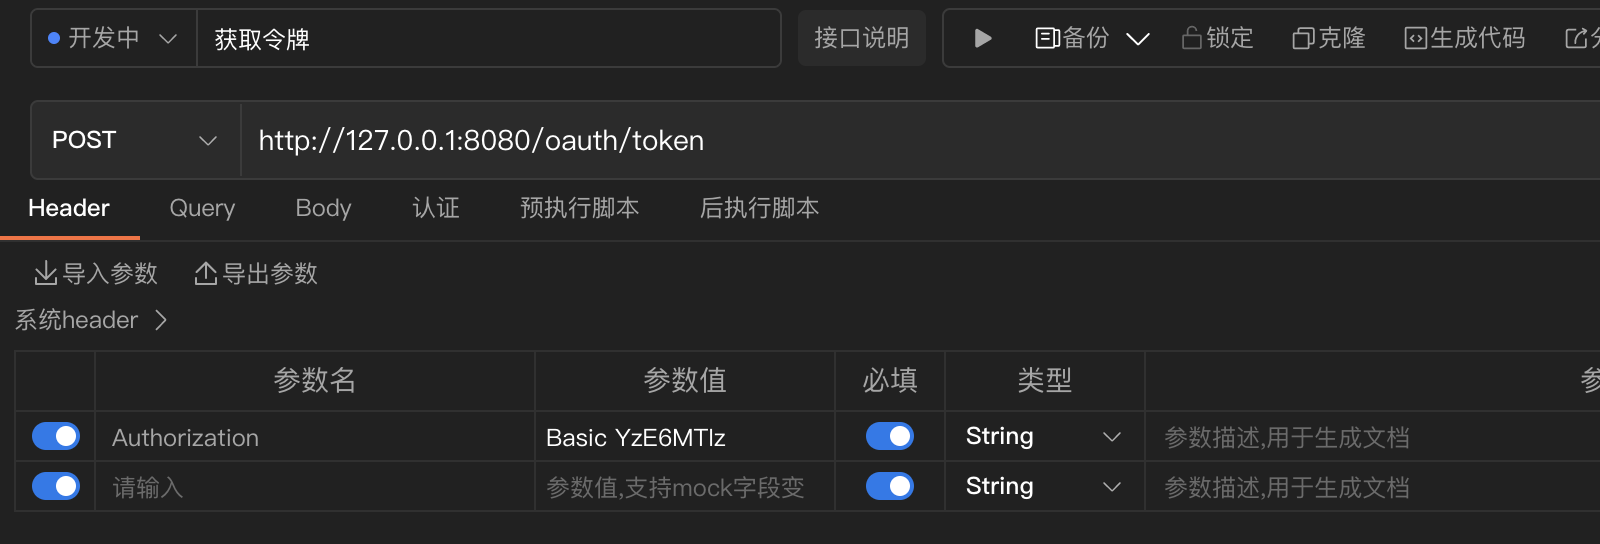 开发中 获取令牌 接口说明 备份 锁定 克隆 生成代码
POST http://127.0.0.1:8080/oauth/token
Header Query Body 认证 预执行脚本 后执行脚本
导入参数 导出参数
系统header
参数名 参数值 必填 类型
Authorization Basic YzE6MTIz String 参数描述,用于生成文档
请输入 参数值,支持mock字段变 String 参数描述,用于生成文档